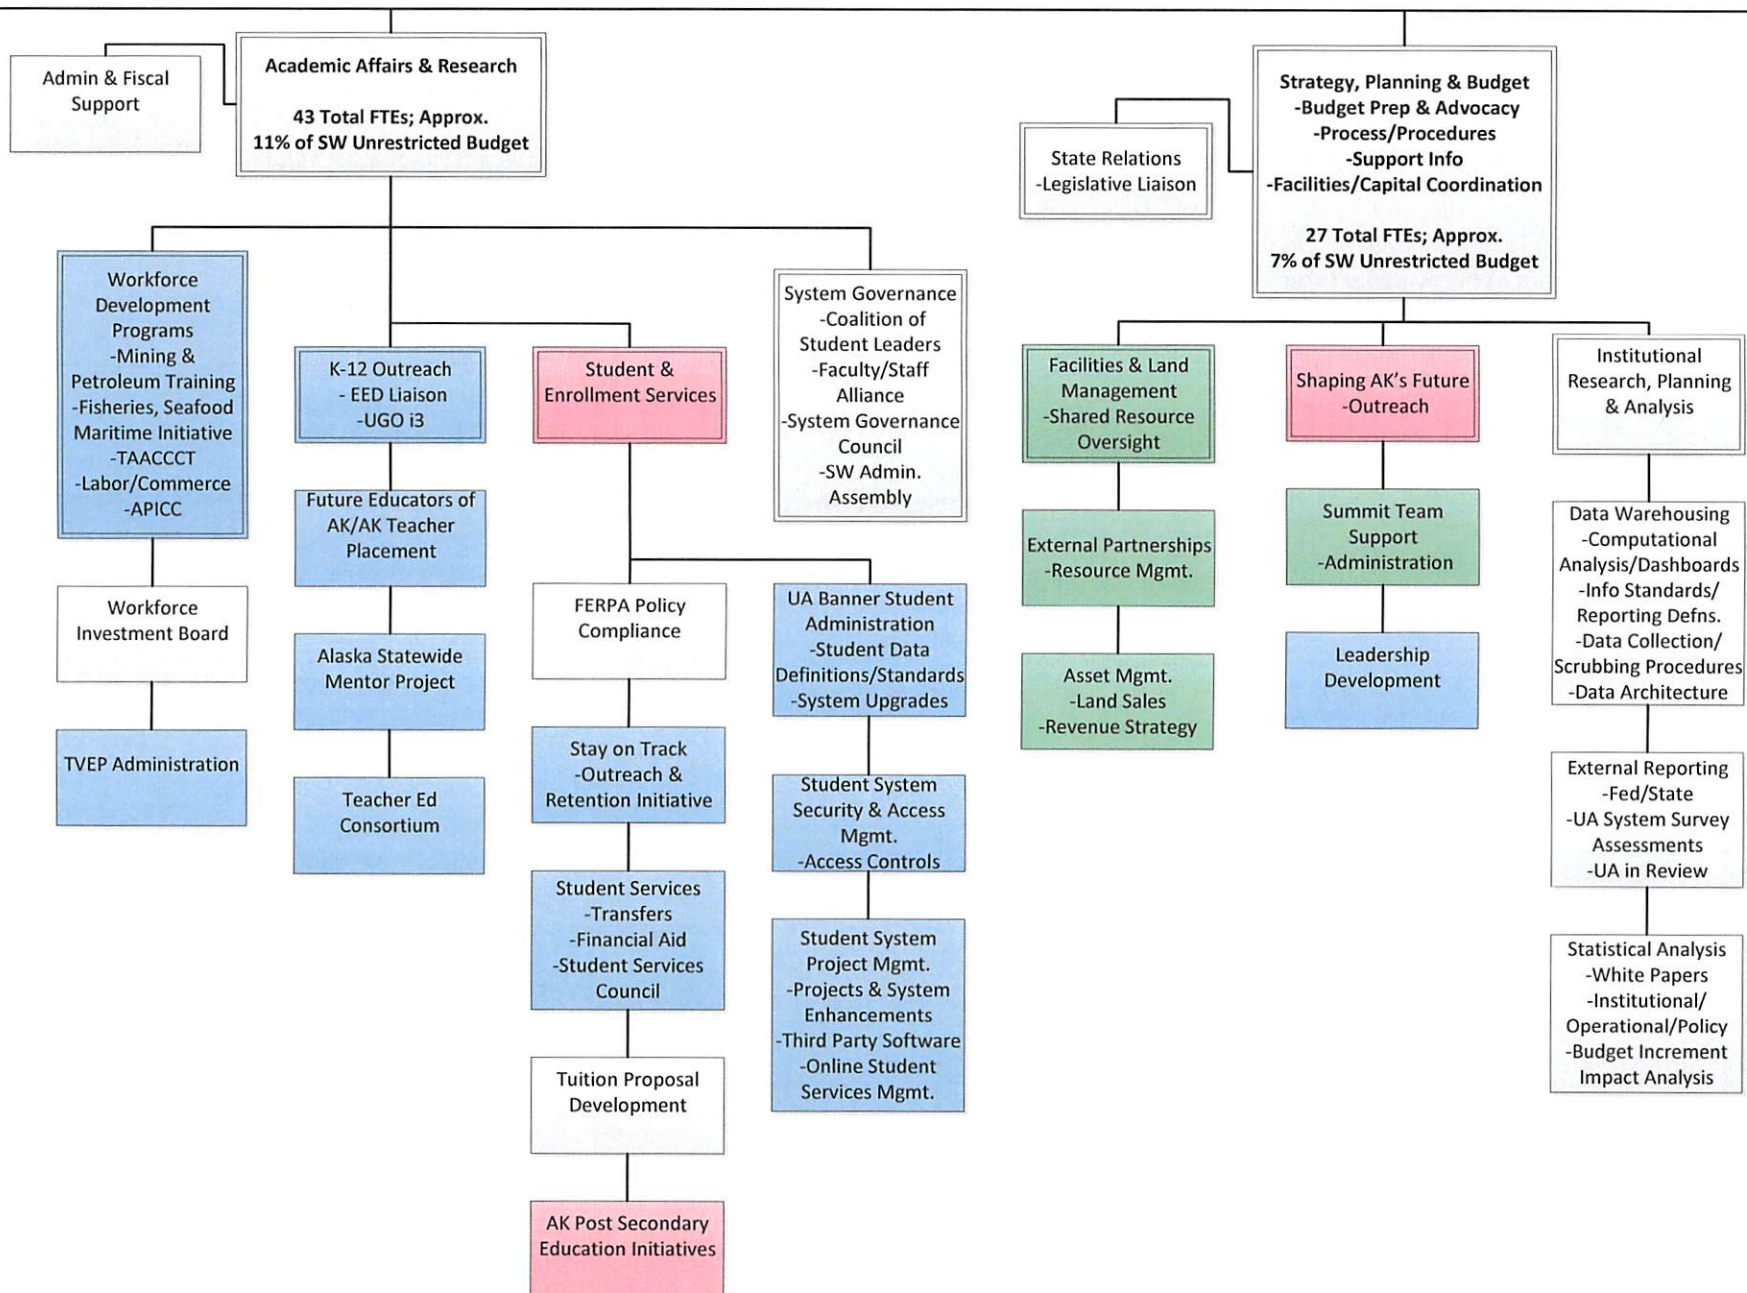 Admin & Fiscal
Support
Academic Affairs & Research
43 Total FTEs; Approx.
11% of SW Unrestricted Budget
Workforce
Development
Programs
-Mining &
Petroleum Training
-Fisheries, Seafood
Maritime Initiative
-TAACCCT
-Labor/Commerce
-APICC
Workforce
Investment Board
TVEP Administration
K-12 Outreach
- EED Liaison
-UGO i3
Future Educators of
AK/AK Teacher
Placement
Alaska Statewide
Mentor Project
Teacher Ed
Consortium
Student &
Enrollment Services
FERPA Policy
Compliance
Stay on Track
-Outreach &
Retention Initiative
Student Services
-Transfers
-Financial Aid
-Student Services
Council
Tuition Proposal
Development
AK Post Secondary
Education Initiatives
UA Banner Student
Administration
-Student Data
Definitions/Standards
-System Upgrades
Student System
Security & Access
Mgmt.
-Access Controls
Student System
Project Mgmt.
-Projects & System
Enhancements
-Third Party Software
-Online Student
Services Mgmt.
System Governance
-Coalition of
Student Leaders
-Faculty/Staff
Alliance
-System Governance
Council
-SW Admin.
Assembly
State Relations
-Legislative Liaison
Strategy, Planning & Budget
-Budget Prep & Advocacy
-Process/Procedures
-Support Info
-Facilities/Capital Coordination
27 Total FTEs; Approx.
7% of SW Unrestricted Budget
Facilities & Land
Management
-Shared Resource
Oversight
External Partnerships
-Resource Mgmt.
Asset Mgmt.
-Land Sales
-Revenue Strategy
Shaping AK's Future
-Outreach
Summit Team
Support
-Administration
Leadership
Development
Institutional
Research, Planning
& Analysis
Data Warehousing
-Computational
Analysis/Dashboards
-Info Standards/
Reporting Defns.
-Data Collection/
Scrubbing Procedures
-Data Architecture
External Reporting
-Fed/State
-UA System Survey
Assessments
-UA in Review
Statistical Analysis
-White Papers
-Institutional/
Operational/Policy
-Budget Increment
Impact Analysis